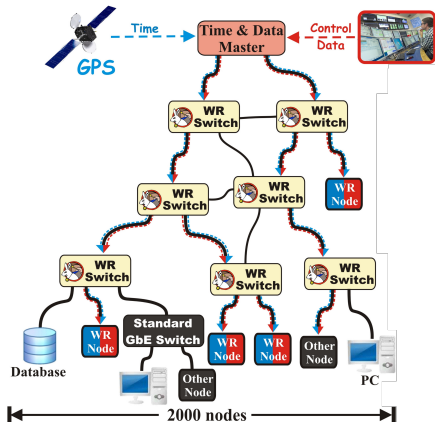 GPS
Time
Time & Data
Master
Control
Data
WR
Switch
WR
Switch
WR
Node
WR
Switch
WR
Switch
WR
Switch
WR
Switch
WR
Switch
Database
WR
Node
Standard
GbE Switch
Other
Node
WR
Node
WR
Node
Other
Node
PC
2000 nodes